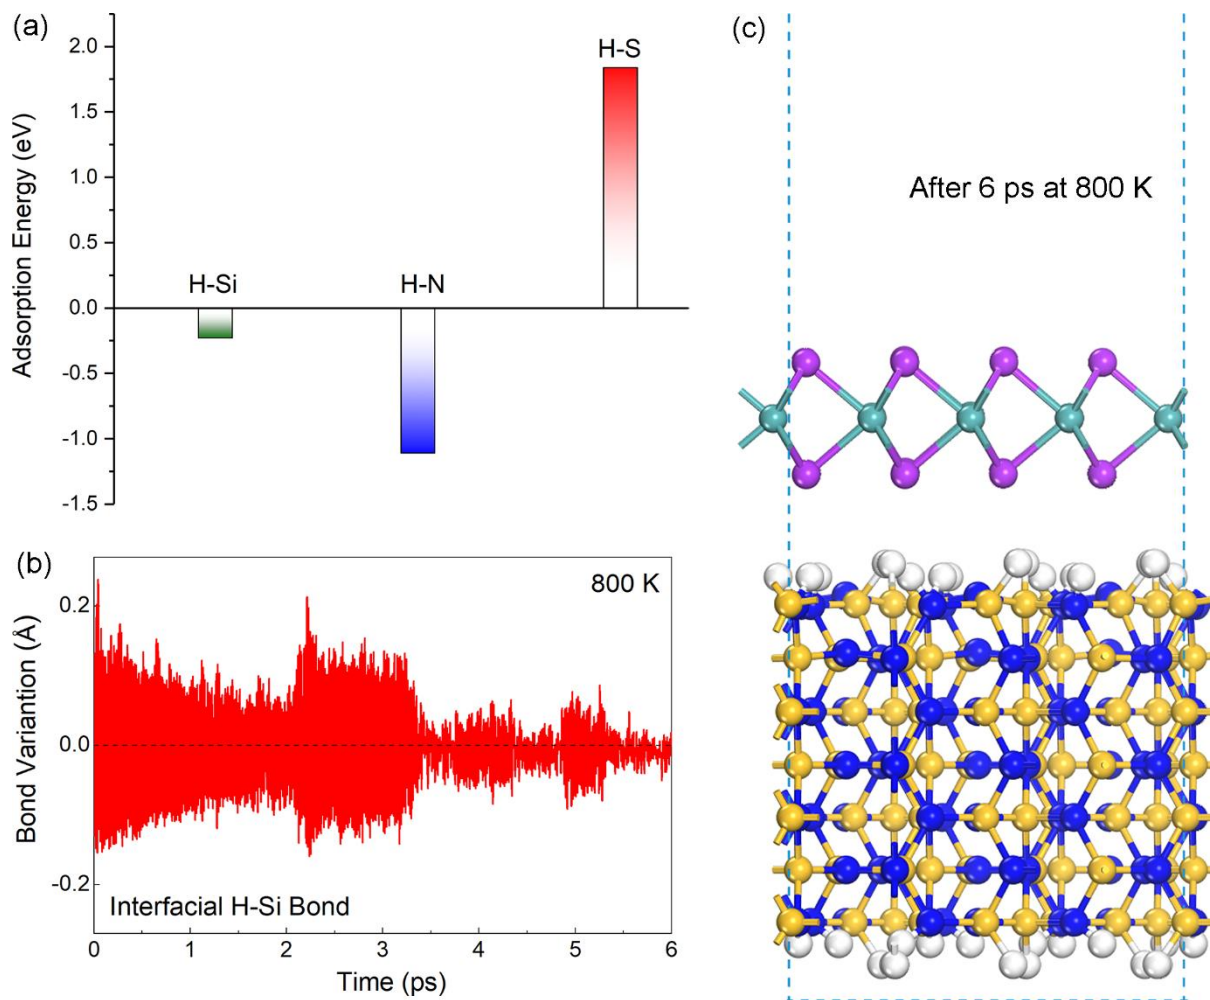 (a)
Adsorption Energy (eV)
2.0
1.5
1.0
0.5
0.0
-0.5
-1.0
-1.5
H-Si
H-N
H-S
(b)
Bond Variantion (Å)
0.2
0.0
-0.2
800 K
Interfacial H-Si Bond
0 1 2 3 4 5 6
Time (ps)
(c)
After 6 ps at 800 K